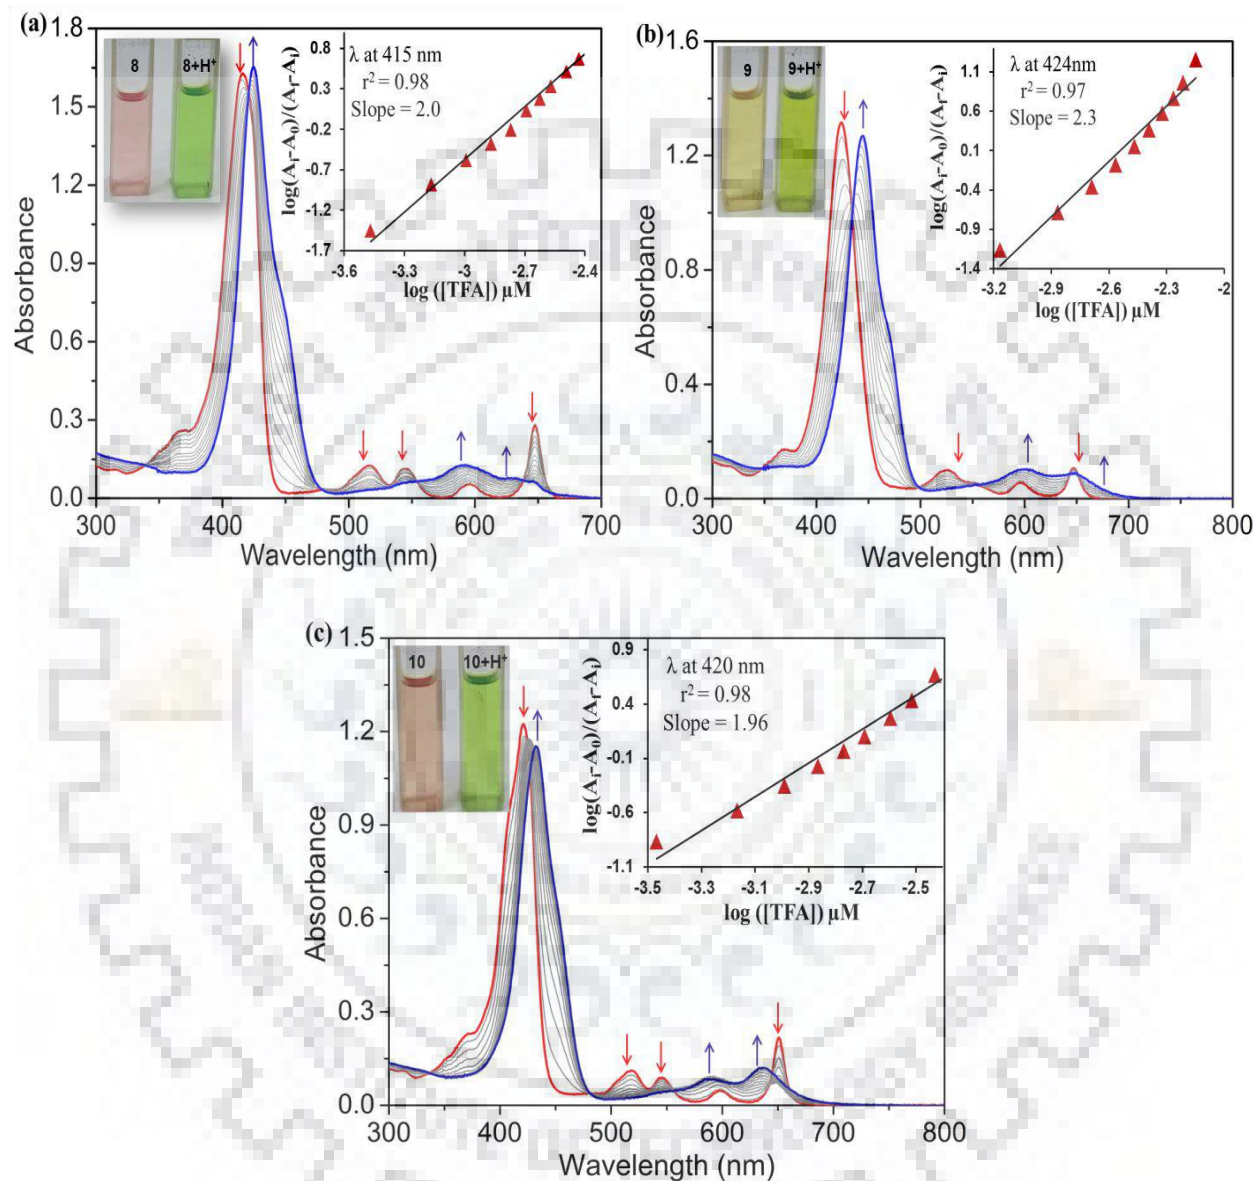 (a)
1.8
1.5
1.2
0.9
0.6
0.3
0.0
Absorbance
300 400 500 600 700
Wavelength (nm)
8 8+H⁺
λ at 415 nm
r² = 0.98
Slope = 2.0
log(Aᵢ-A₀)/(A_f-Aᵢ)
0.8
0.3
-0.2
-0.7
-1.2
-1.7
-3.6 -3.3 -3 -2.7 -2.4
log ([TFA]) μM
(b)
1.6
1.2
0.8
0.4
0.0
Absorbance
300 400 500 600 700 800
Wavelength (nm)
9 9+H⁺
λ at 424nm
r² = 0.97
Slope = 2.3
log(Aᵢ-A₀)/(A_f-Aᵢ)
1.1
0.6
0.1
-0.4
-0.9
-1.4
-3.2 -2.9 -2.6 -2.3 -2
log ([TFA]) μM
(c)
1.5
1.2
0.9
0.6
0.3
0.0
Absorbance
300 400 500 600 700 800
Wavelength (nm)
10 10+H⁺
λ at 420 nm
r² = 0.98
Slope = 1.96
log(Aᵢ-A₀)/(A_f-Aᵢ)
0.9
0.4
-0.1
-0.6
-1.1
-3.5 -3.3 -3.1 -2.9 -2.7 -2.5
log ([TFA]) μM